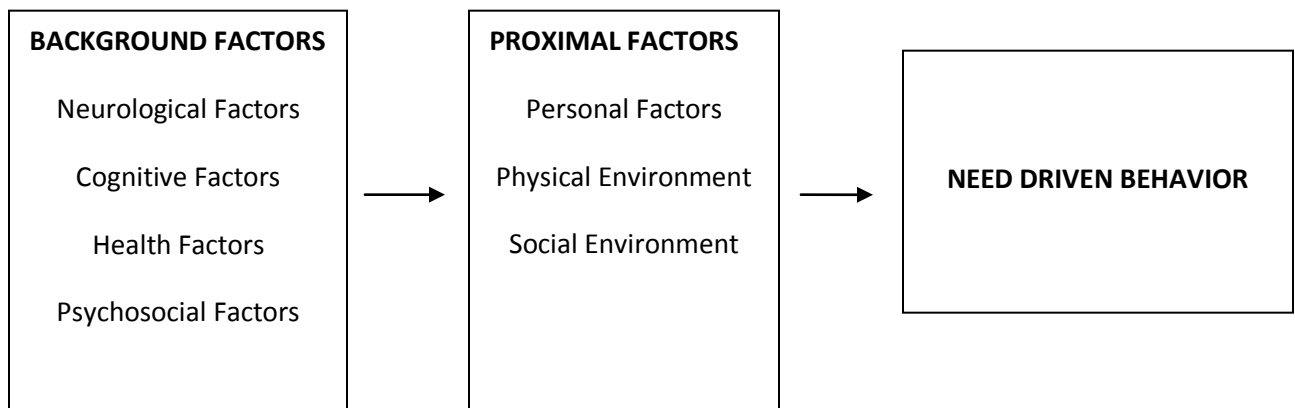 BACKGROUND FACTORS
Neurological Factors
Cognitive Factors
Health Factors
Psychosocial Factors
PROXIMAL FACTORS
Personal Factors
Physical Environment
Social Environment
NEED DRIVEN BEHAVIOR